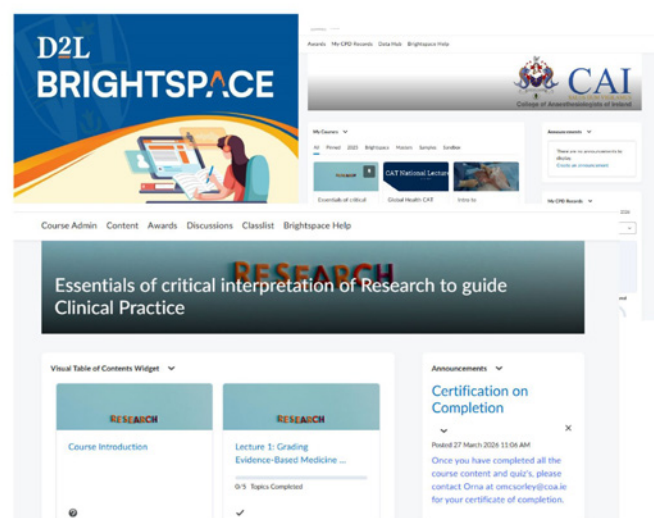 D2L
BRIGHTSPACE
Awards My CPD Records Data Hub Brightspace Help
CAI
College of Anaesthesiologists of Ireland
My Courses
All Pinned 2025 Brightspace Masters Samples Sandbox
Announcements
There are no announcements to
display.
Create an announcement
RESEARCH
CAT National Lecture
Essentials of critical
Global Health CAT
Intro to
My CPD Records
Course Admin Content Awards Discussions Classlist Brightspace Help
RESEARCH
Essentials of critical interpretation of Research to guide
Clinical Practice
Visual Table of Contents Widget
RESEARCH
Course Introduction
RESEARCH
Lecture 1: Grading
Evidence-Based Medicine ...
0/5 Topics Completed
Announcements
Certification on
Completion
Posted 27 March 2026 11:06 AM
Once you have completed all the
course content and quiz's, please
contact Orna at omcsorley@coa.ie
for your certificate of completion.